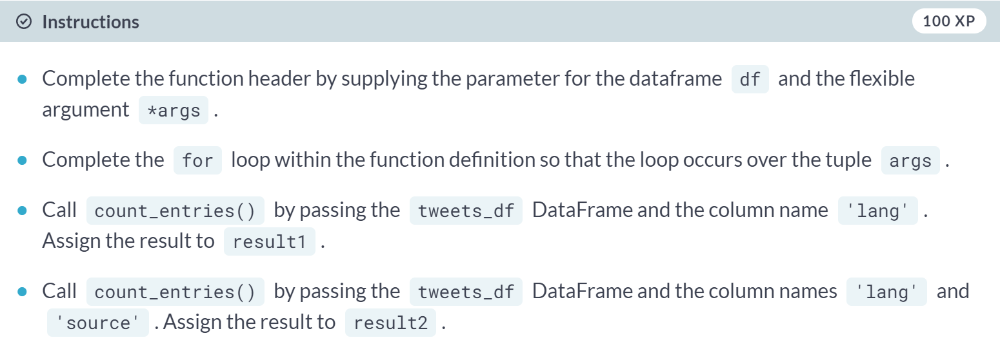 Instructions
100 XP
Complete the function header by supplying the parameter for the dataframe df and the flexible
argument *args .
Complete the for loop within the function definition so that the loop occurs over the tuple args .
Call count_entries() by passing the tweets_df DataFrame and the column name 'lang' .
Assign the result to result1 .
Call count_entries() by passing the tweets_df DataFrame and the column names 'lang' and
'source' . Assign the result to result2 .